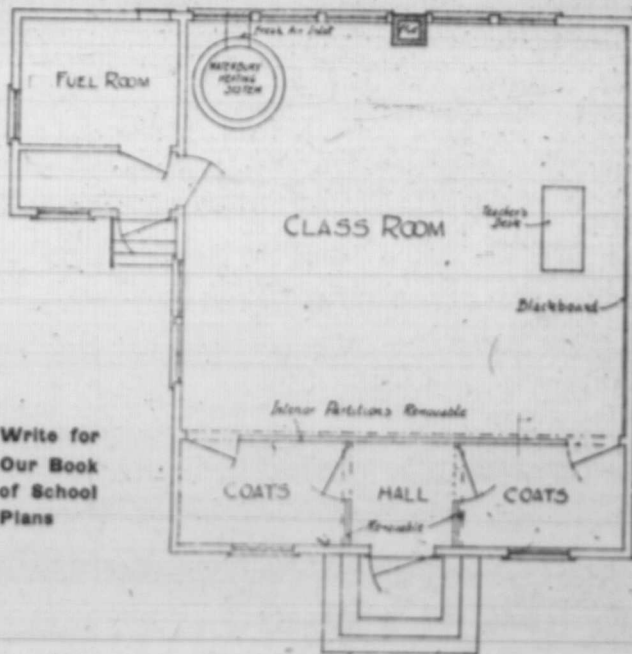 Fresh Air Inlet
Flue
FUEL ROOM
WATERBURY
HEATING
SYSTEM
CLASS ROOM
Teacher's
Desk
Blackboard
Interior Partitions Removable
Write for
Our Book
of School
Plans
COATS
HALL
COATS
Removable